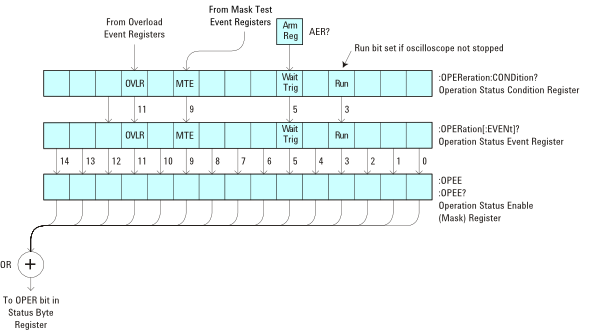 From Overload
Event Registers
From Mask Test
Event Registers
Arm
Reg
AER?
Run bit set if oscilloscope not stopped
OVLR
MTE
Wait
Trig
Run
:OPEReration:CONDition?
Operation Status Condition Register
11
9
5
3
OVLR
MTE
Wait
Trig
Run
:OPERation[:EVENt]?
Operation Status Event Register
14
13
12
11
10
9
8
7
6
5
4
3
2
1
0
:OPEE
:OPEE?
Operation Status Enable
(Mask) Register
OR
+
To OPER bit in
Status Byte
Register